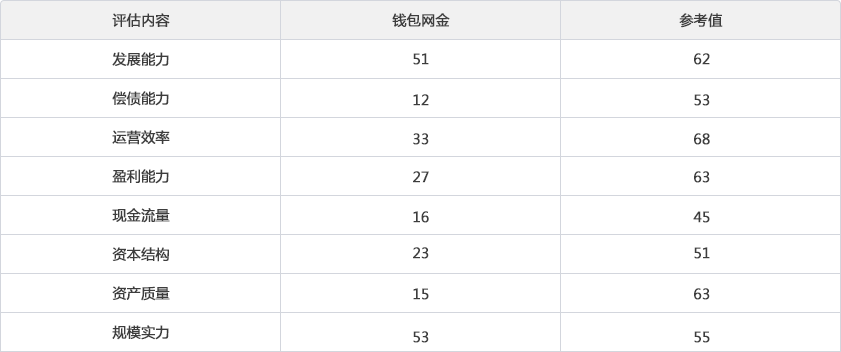 评估内容 钱包网金 参考值
发展能力 51 62
偿债能力 12 53
运营效率 33 68
盈利能力 27 63
现金流量 16 45
资本结构 23 51
资产质量 15 63
规模实力 53 55